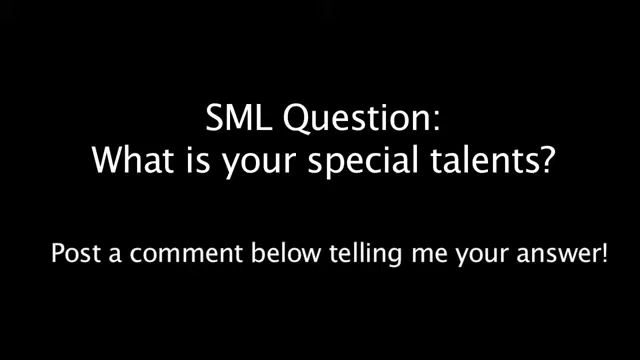 SML Question:
What is your special talents?
Post a comment below telling me your answer!